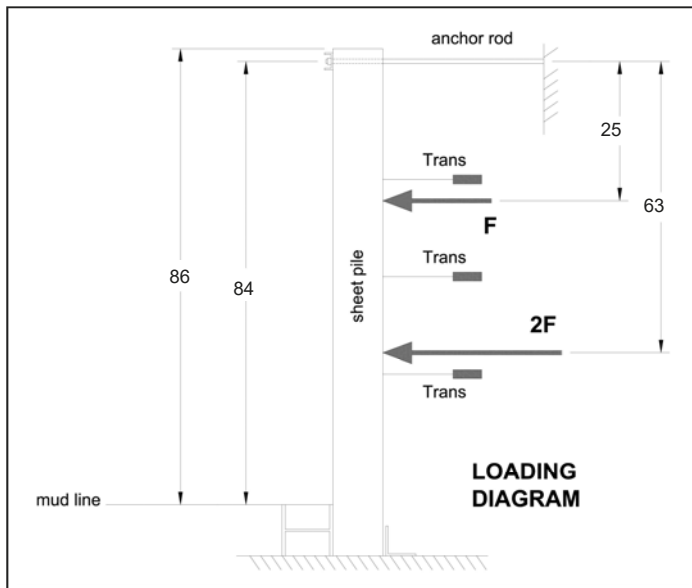 anchor rod
25
Trans
F
63
Trans
86
84
sheet pile
2F
Trans
LOADING
DIAGRAM
mud line